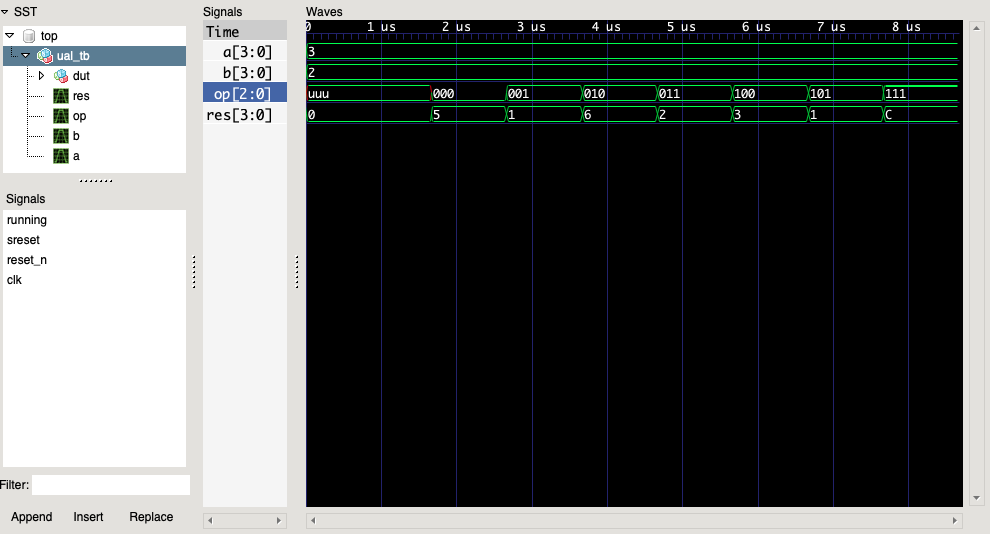 SST
top
ual_tb
dut
res
op
b
a
Signals
running
sreset
reset_n
clk
Filter:
Append Insert Replace
Signals
Time
a[3:0]
b[3:0]
op[2:0]
res[3:0]
Waves
0 1 us 2 us 3 us 4 us 5 us 6 us 7 us 8 us
3
2
uuu 000 001 010 011 100 101 111
0 5 1 6 2 3 1 C